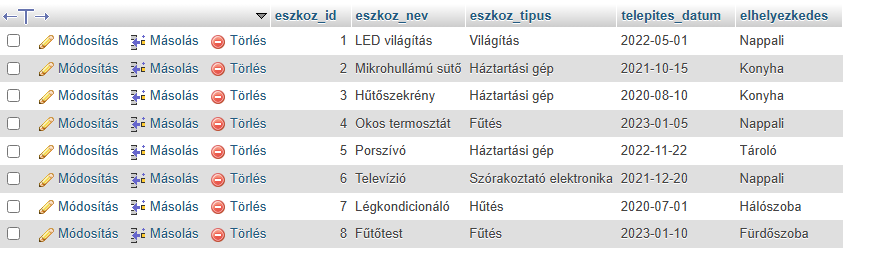 ←T→ eszkoz_id eszkoz_nev eszkoz_tipus telepites_datum elhelyezkedes
Módosítás Másolás Törlés 1 LED világítás Világítás 2022-05-01 Nappali
Módosítás Másolás Törlés 2 Mikrohullámú sütő Háztartási gép 2021-10-15 Konyha
Módosítás Másolás Törlés 3 Hűtőszekrény Háztartási gép 2020-08-10 Konyha
Módosítás Másolás Törlés 4 Okos termosztát Fűtés 2023-01-05 Nappali
Módosítás Másolás Törlés 5 Porszívó Háztartási gép 2022-11-22 Tároló
Módosítás Másolás Törlés 6 Televízió Szórakoztató elektronika 2021-12-20 Nappali
Módosítás Másolás Törlés 7 Légkondicionáló Hűtés 2020-07-01 Hálószoba
Módosítás Másolás Törlés 8 Fűtőtest Fűtés 2023-01-10 Fürdőszoba